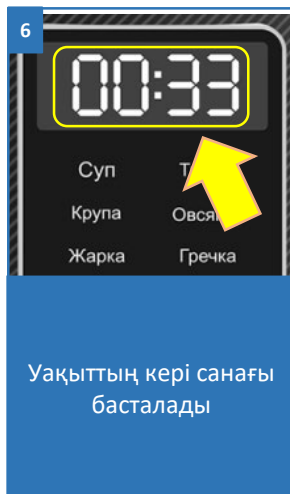 6
00:33
Суп
Крупа
Жарка Гречка
Уақыттың кері санағы
басталады